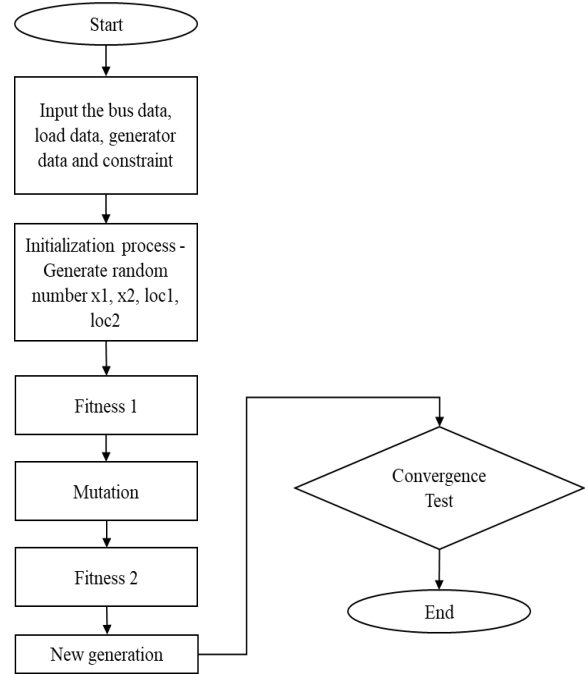 Start
Input the bus data,
load data, generator
data and constraint
Initialization process -
Generate random
number x1, x2, loc1,
loc2
Fitness 1
Mutation
Fitness 2
New generation
Convergence
Test
End